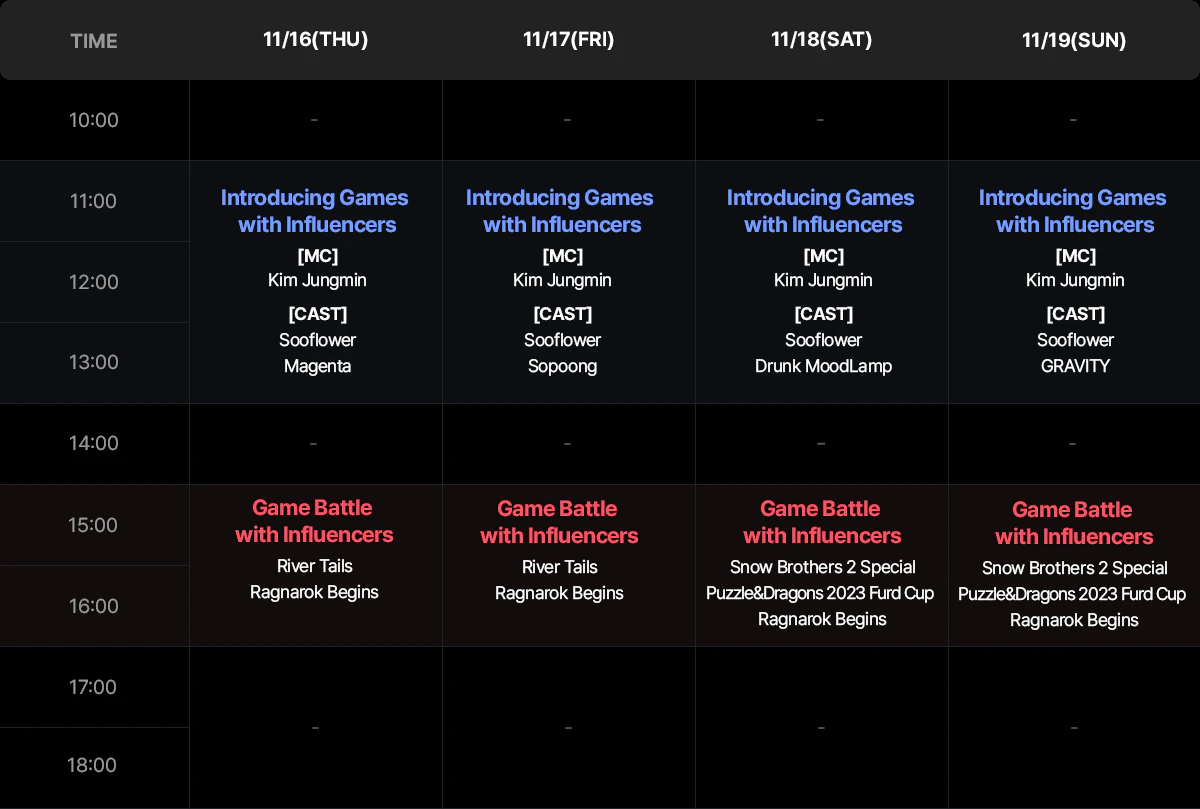 TIME
11/16(THU)
11/17(FRI)
11/18(SAT)
11/19(SUN)
10:00
-
-
-
-
11:00
12:00
13:00
Introducing Games
with Influencers
[MC]
Kim Jungmin
[CAST]
Sooflower
Magenta
Introducing Games
with Influencers
[MC]
Kim Jungmin
[CAST]
Sooflower
Sopoong
Introducing Games
with Influencers
[MC]
Kim Jungmin
[CAST]
Sooflower
Drunk MoodLamp
Introducing Games
with Influencers
[MC]
Kim Jungmin
[CAST]
Sooflower
GRAVITY
14:00
-
-
-
-
15:00
16:00
Game Battle
with Influencers
River Tails
Ragnarok Begins
Game Battle
with Influencers
River Tails
Ragnarok Begins
Game Battle
with Influencers
Snow Brothers 2 Special
Puzzle&Dragons 2023 Furd Cup
Ragnarok Begins
Game Battle
with Influencers
Snow Brothers 2 Special
Puzzle&Dragons 2023 Furd Cup
Ragnarok Begins
17:00
18:00
-
-
-
-